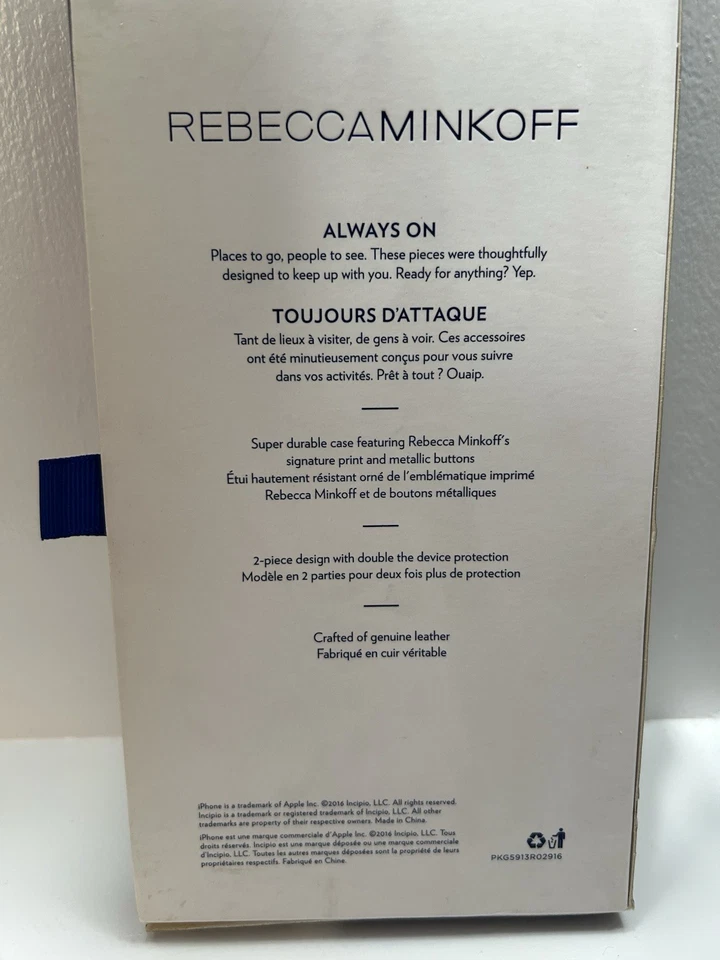 REBECCAMINKOFF
ALWAYS ON
Places to go, people to see. These pieces were thoughtfully
designed to keep up with you. Ready for anything? Yep.
TOUJOURS D'ATTAQUE
Tant de lieux à visiter, de gens à voir. Ces accessoires
ont été minutieusement conçus pour vous suivre
dans vos activités. Prêt à tout ? Ouaip.
Super durable case featuring Rebecca Minkoff's
signature print and metallic buttons
Étui hautement résistant orné de l'emblématique imprimé
Rebecca Minkoff et de boutons métalliques
2-piece design with double the device protection
Modèle en 2 parties pour deux fois plus de protection
Crafted of genuine leather
Fabriqué en cuir véritable
iPhone is a trademark of Apple Inc. ©2016 Incipio, LLC. All rights reserved.
Incipio is a trademark or registered trademark of Incipio, LLC. All other
trademarks are property of their respective owners. Made in China.
iPhone est une marque commerciale d'Apple Inc. ©2016 Incipio, LLC. Tous
droits réservés. Incipio est une marque déposée ou une marque commerciale
d'Incipio, LLC. Toutes les autres marques déposées sont la propriété de leurs
propriétaires respectifs. Fabriqué en Chine.
PKG5913R02916